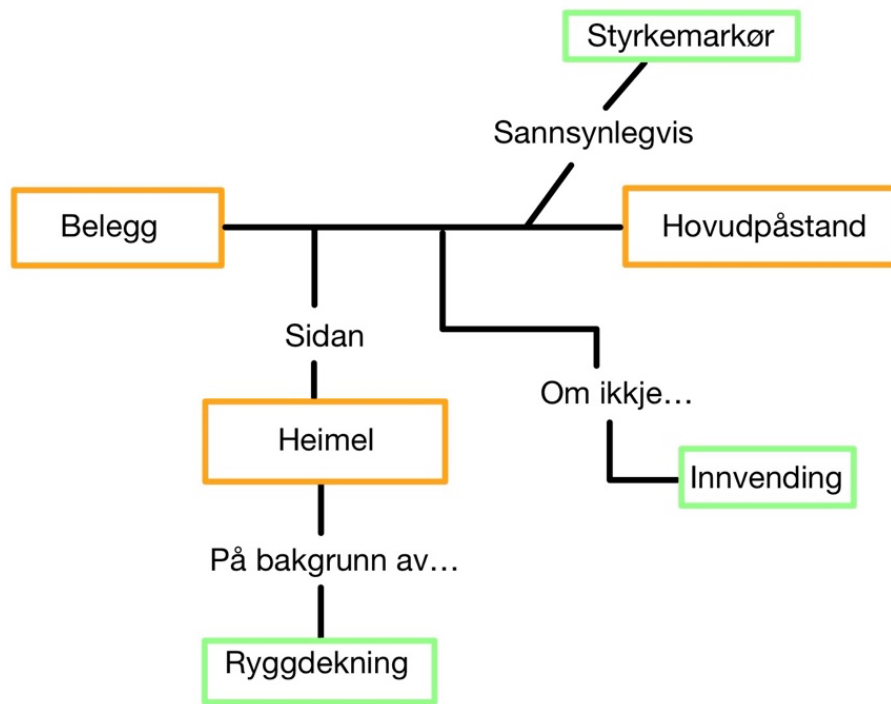 Styrkemarkør
Sannsynlegvis
Belegg
Hovudpåstand
Sidan
Om ikkje…
Heimel
Innvending
På bakgrunn av…
Ryggdekning